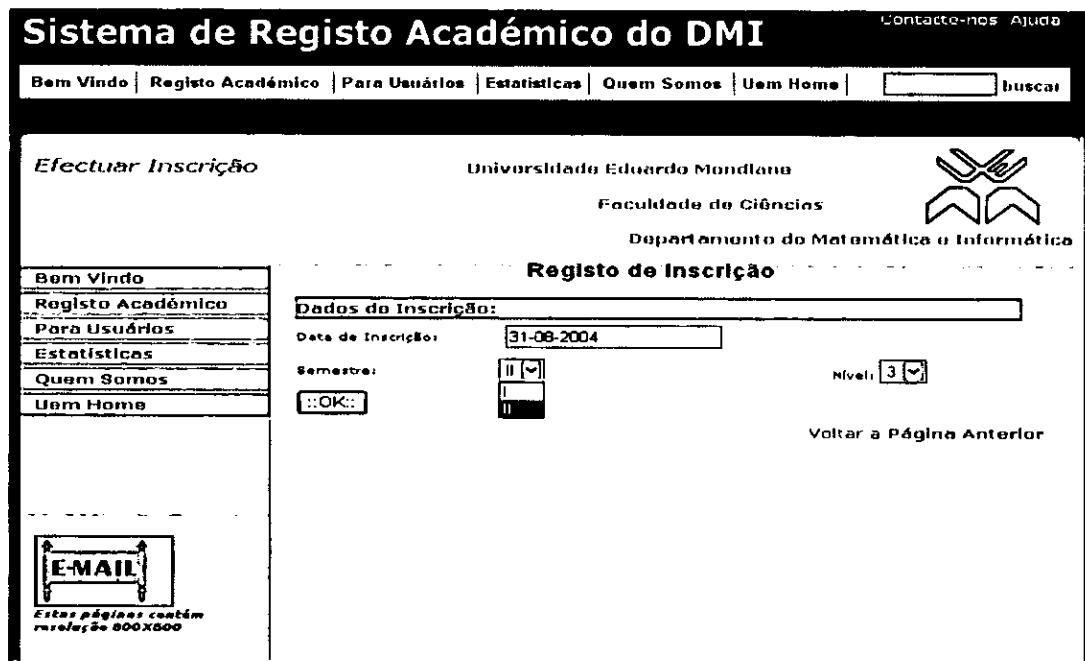 Sistema de Registo Académico do DMI
Contacte-nos Ajuda
Bem Vindo | Registo Académico | Para Usuários | Estatísticas | Quem Somos | Uem Home | buscar
Efectuar Inscrição
Universidade Eduardo Mondlane
Faculdade de Ciências
Departamento de Matemática e Informática
Bem Vindo
Registo Académico
Para Usuários
Estatísticas
Quem Somos
Uem Home
Registo de Inscrição
Dados da Inscrição:
Data de Inscrição: 31-08-2004
Semestre: II
Nível: 3
I
II
::OK::
Voltar a Página Anterior
E-MAIL
Estas páginas contém
resolução 800X600